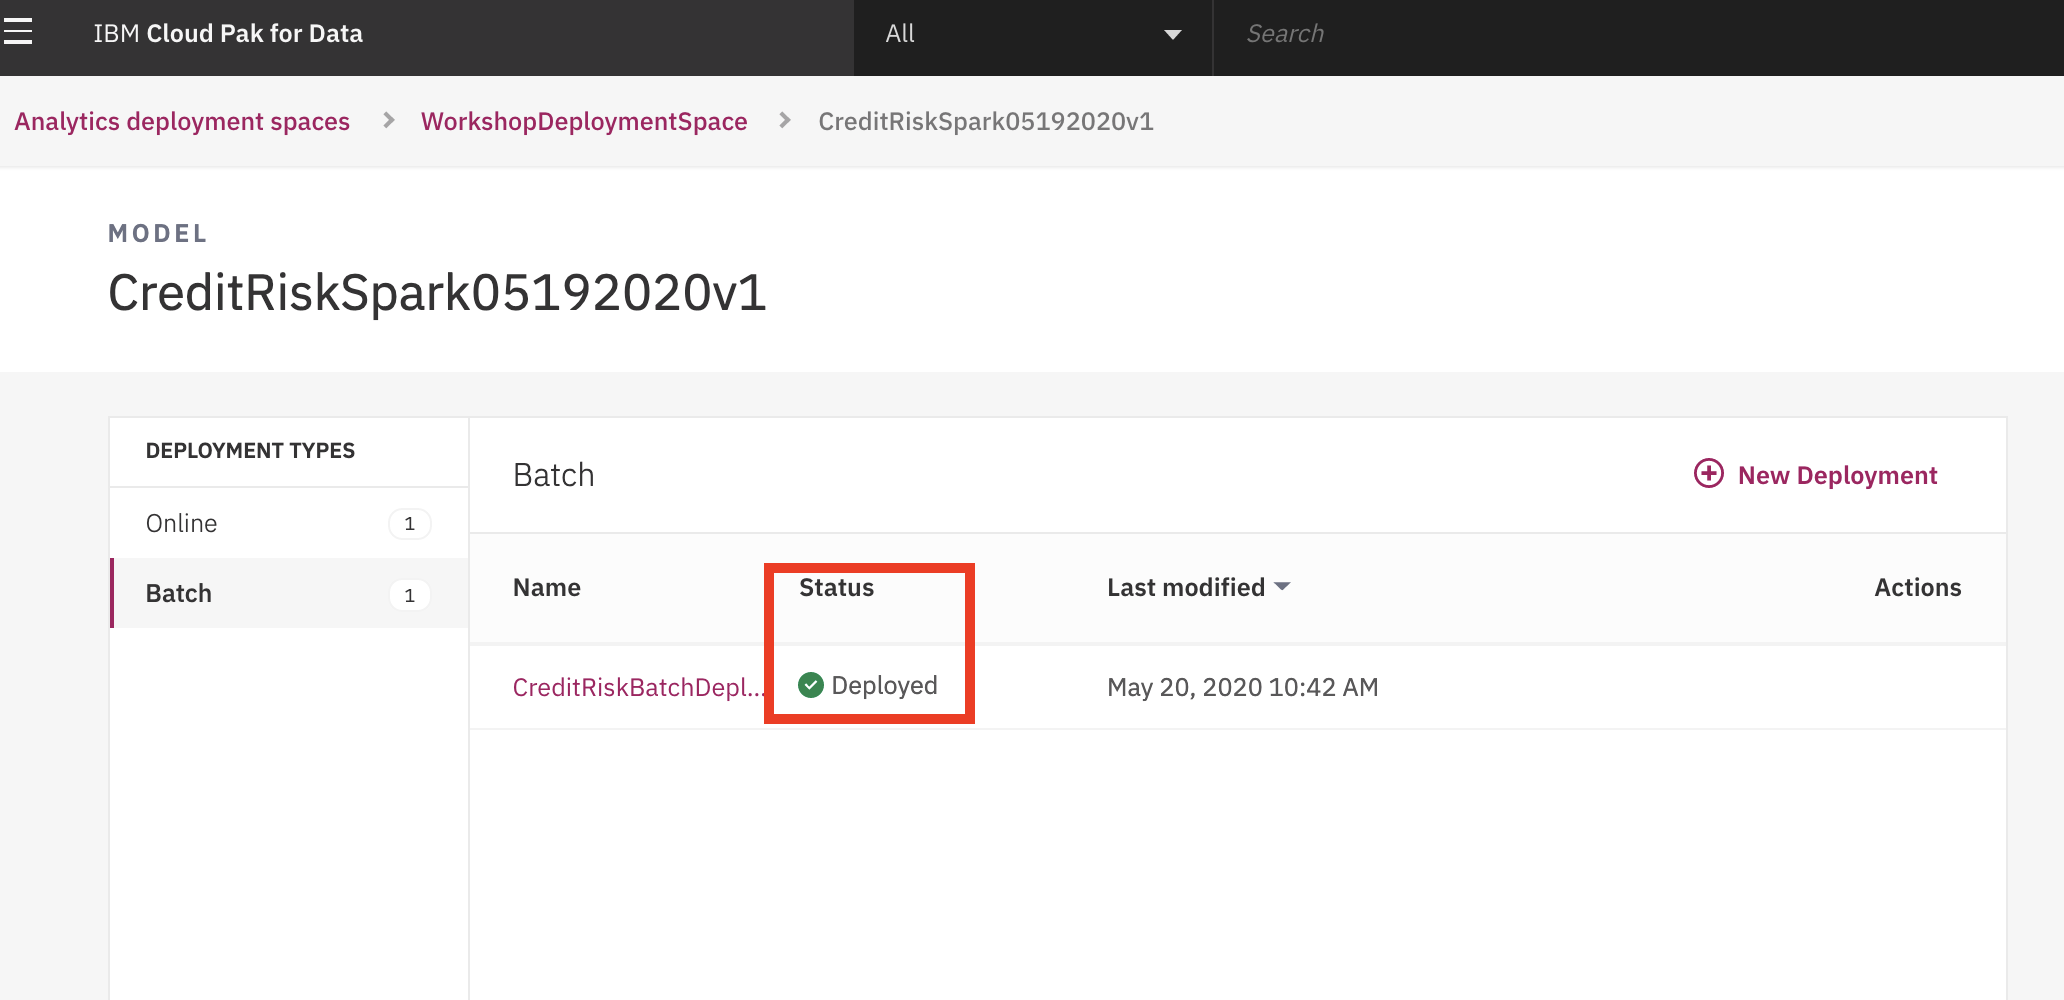 IBM Cloud Pak for Data All Search
Analytics deployment spaces WorkshopDeploymentSpace CreditRiskSpark05192020v1
MODEL
CreditRiskSpark05192020v1
DEPLOYMENT TYPES
Online 1
Batch 1
Batch New Deployment
Name Status Last modified Actions
CreditRiskBatchDepl... Deployed May 20, 2020 10:42 AM